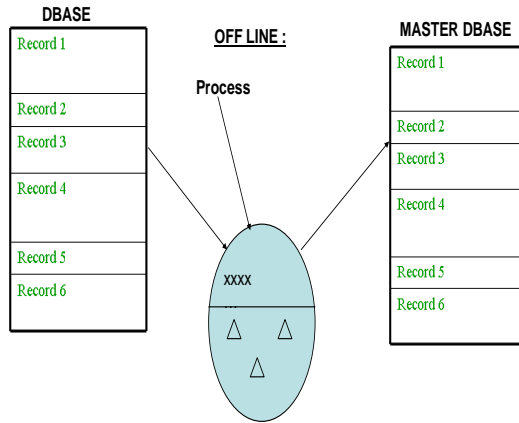 DBASE
Record 1
Record 2
Record 3
Record 4
Record 5
Record 6
OFF LINE :
Process
XXXX
...
MASTER DBASE
Record 1
Record 2
Record 3
Record 4
Record 5
Record 6